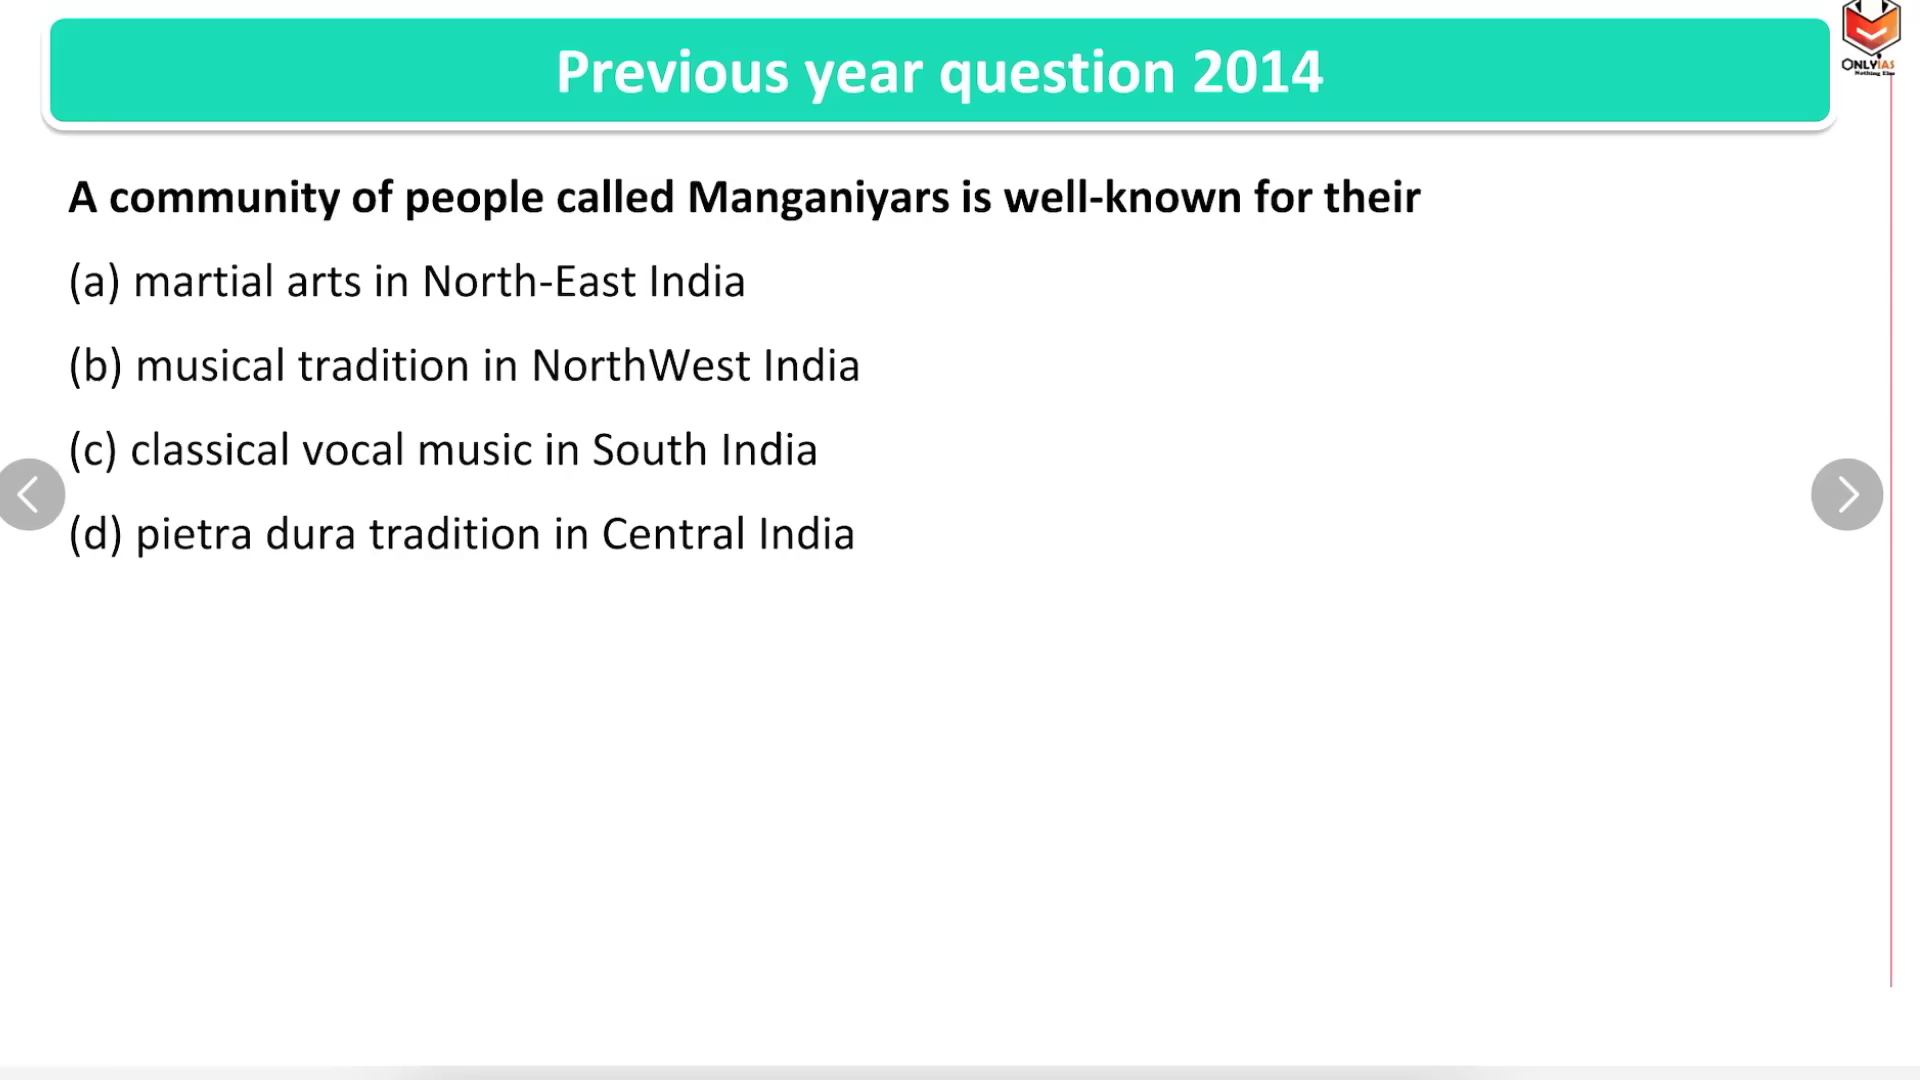 Previous year question 2014
ONLYIAS
Nothing Else
A community of people called Manganiyars is well-known for their
(a) martial arts in North-East India
(b) musical tradition in NorthWest India
(c) classical vocal music in South India
(d) pietra dura tradition in Central India